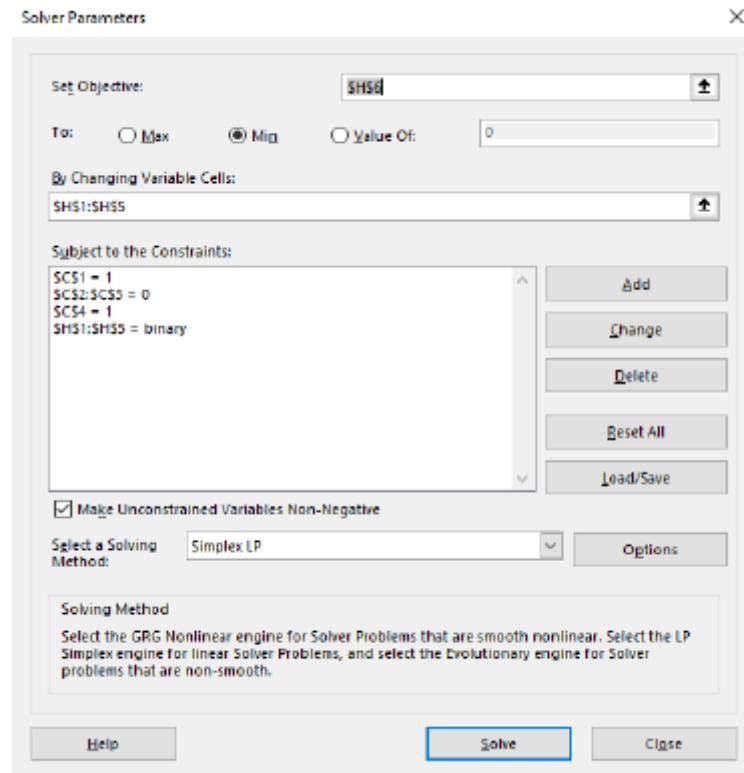 Solver Parameters
Set Objective:
$H$6
To:
Max
Min
Value Of:
0
By Changing Variable Cells:
$H$1:$H$5
Subject to the Constraints:
$C$1 = 1
$C$2:$C$3 = 0
$C$4 = 1
$H$1:$H$5 = binary
Add
Change
Delete
Reset All
Load/Save
Make Unconstrained Variables Non-Negative
Select a Solving Method:
Simplex LP
Options
Solving Method
Select the GRG Nonlinear engine for Solver Problems that are smooth nonlinear. Select the LP
Simplex engine for linear Solver Problems, and select the Evolutionary engine for Solver
problems that are non-smooth.
Help
Solve
Close